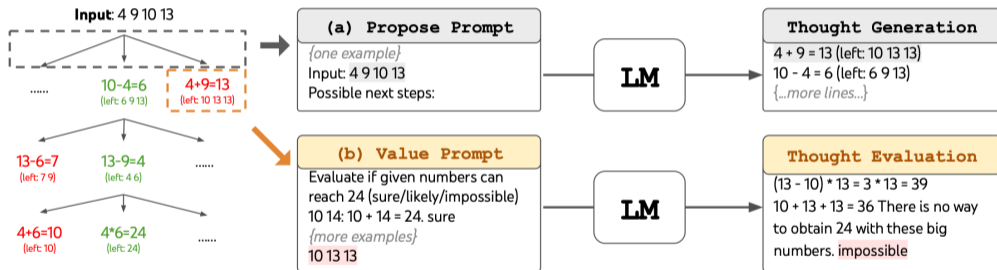 Input: 4 9 10 13
......
10-4=6
(left: 6 9 13)
4+9=13
(left: 10 13 13)
13-6=7
(left: 7 9)
13-9=4
(left: 4 6)
......
4+6=10
(left: 10)
4*6=24
(left: 24)
......
(a) Propose Prompt
{one example}
Input: 4 9 10 13
Possible next steps:
LM
Thought Generation
4 + 9 = 13 (left: 10 13 13)
10 - 4 = 6 (left: 6 9 13)
{...more lines...}
(b) Value Prompt
Evaluate if given numbers can
reach 24 (sure/likely/impossible)
10 14: 10 + 14 = 24. sure
{more examples}
10 13 13
LM
Thought Evaluation
(13 - 10) * 13 = 3 * 13 = 39
10 + 13 + 13 = 36 There is no way
to obtain 24 with these big
numbers. impossible